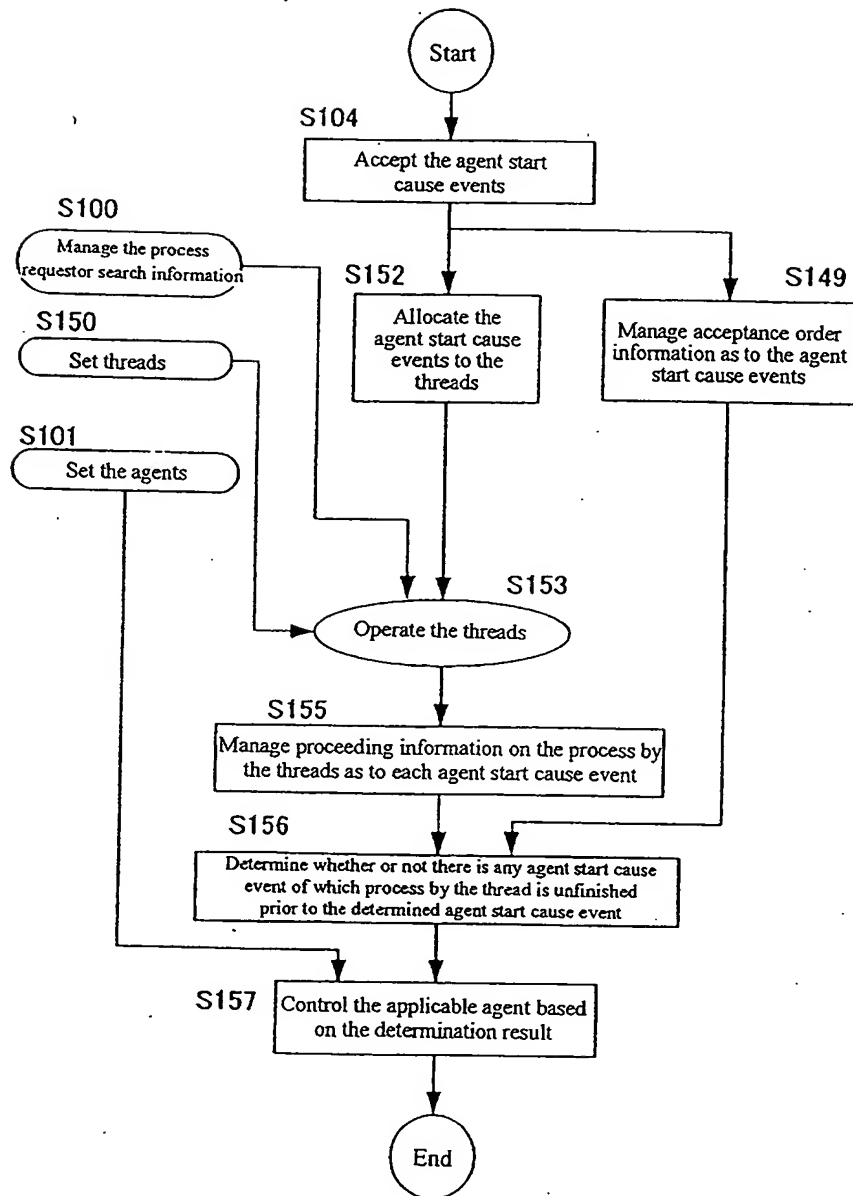 Start
S104
Accept the agent start
cause events
S100
Manage the process
requestor search information
S152
Allocate the
agent start cause
events to the
threads
S149
Manage acceptance order
information as to the agent
start cause events
S150
Set threads
S101
Set the agents
S153
Operate the threads
S155
Manage proceeding information on the process by
the threads as to each agent start cause event
S156
Determine whether or not there is any agent start cause
event of which process by the thread is unfinished
prior to the determined agent start cause event
S157
Control the applicable agent based
on the determination result
End